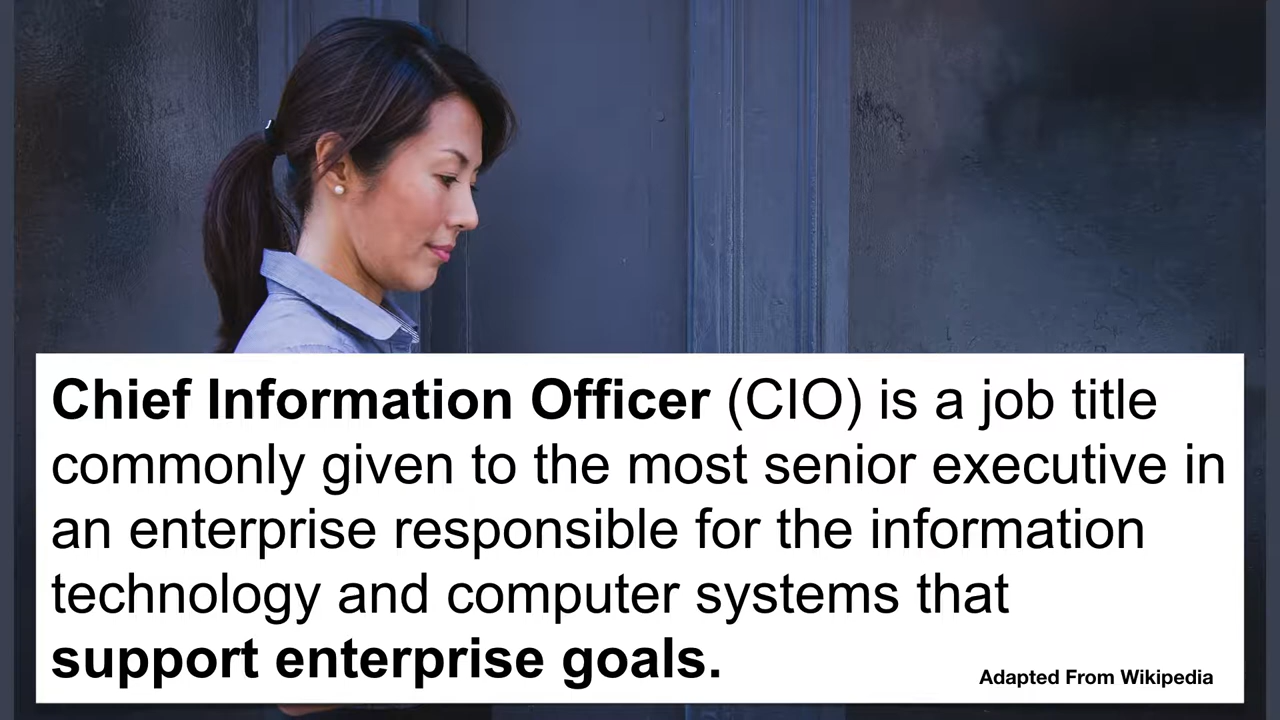 Chief Information Officer (CIO) is a job title
commonly given to the most senior executive in
an enterprise responsible for the information
technology and computer systems that
support enterprise goals.
Adapted From Wikipedia